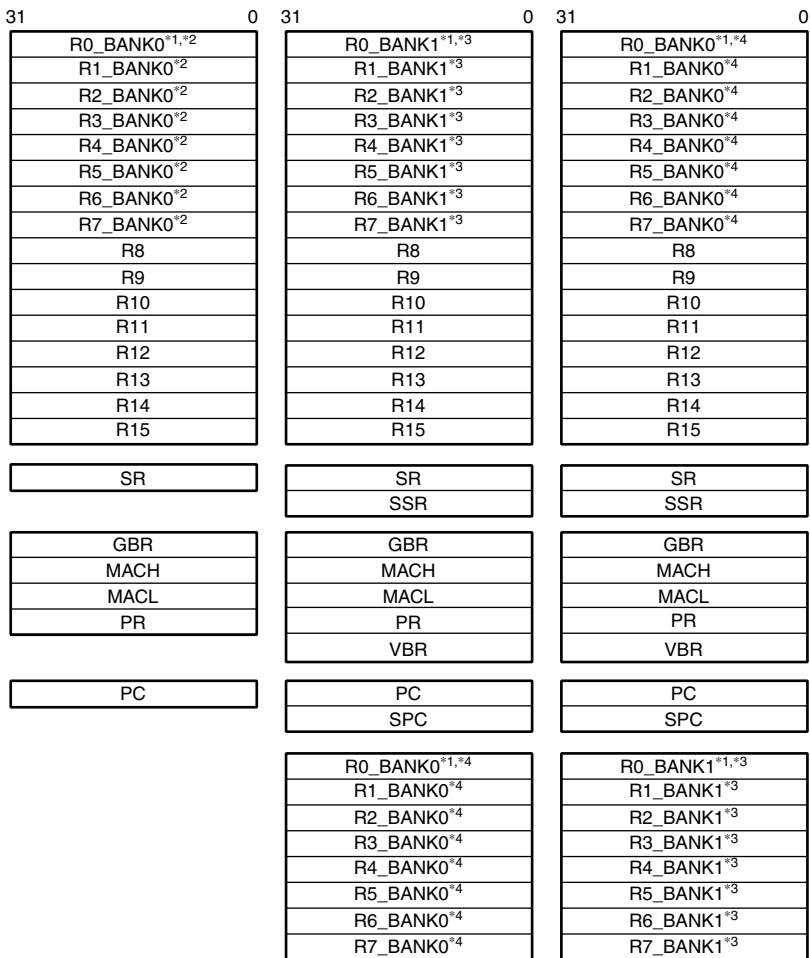 31 0 31 0 31 0
R0_BANK0*1,*2 R0_BANK1*1,*3 R0_BANK0*1,*4
R1_BANK0*2 R1_BANK1*3 R1_BANK0*4
R2_BANK0*2 R2_BANK1*3 R2_BANK0*4
R3_BANK0*2 R3_BANK1*3 R3_BANK0*4
R4_BANK0*2 R4_BANK1*3 R4_BANK0*4
R5_BANK0*2 R5_BANK1*3 R5_BANK0*4
R6_BANK0*2 R6_BANK1*3 R6_BANK0*4
R7_BANK0*2 R7_BANK1*3 R7_BANK0*4
R8 R8 R8
R9 R9 R9
R10 R10 R10
R11 R11 R11
R12 R12 R12
R13 R13 R13
R14 R14 R14
R15 R15 R15
SR SR SR
SSR SSR
GBR GBR GBR
MACH MACH MACH
MACL MACL MACL
PR PR PR
VBR VBR
PC PC PC
SPC SPC
R0_BANK0*1,*4 R0_BANK1*1,*3
R1_BANK0*4 R1_BANK1*3
R2_BANK0*4 R2_BANK1*3
R3_BANK0*4 R3_BANK1*3
R4_BANK0*4 R4_BANK1*3
R5_BANK0*4 R5_BANK1*3
R6_BANK0*4 R6_BANK1*3
R7_BANK0*4 R7_BANK1*3